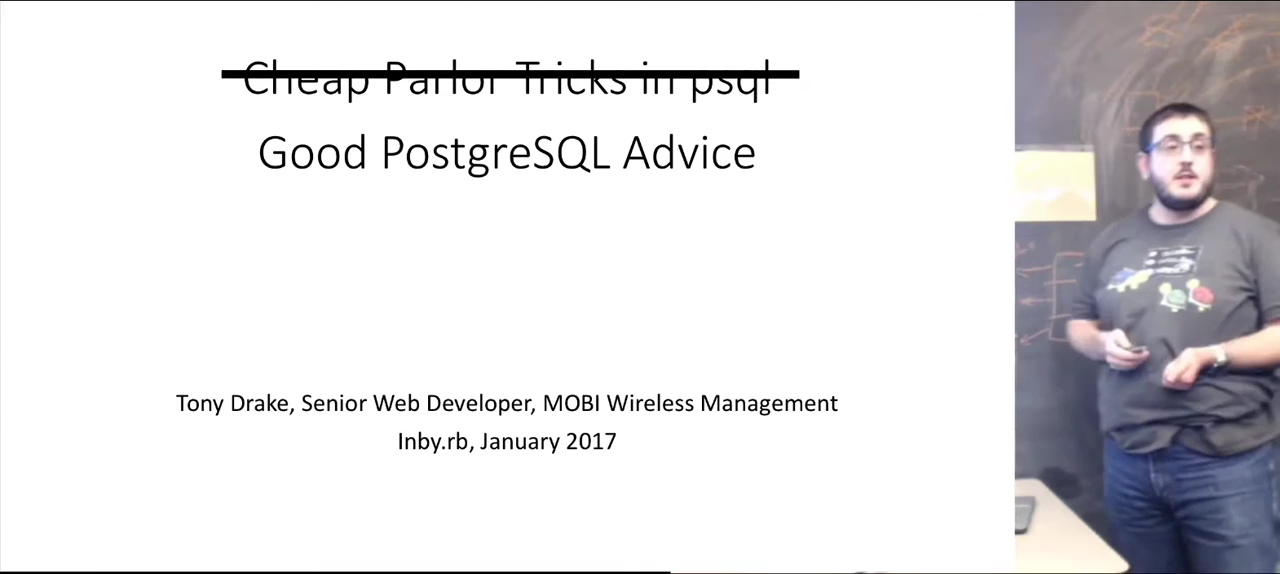 Cheap Parlor Tricks in psql
Good PostgreSQL Advice
Tony Drake, Senior Web Developer, MOBI Wireless Management
Inby.rb, January 2017